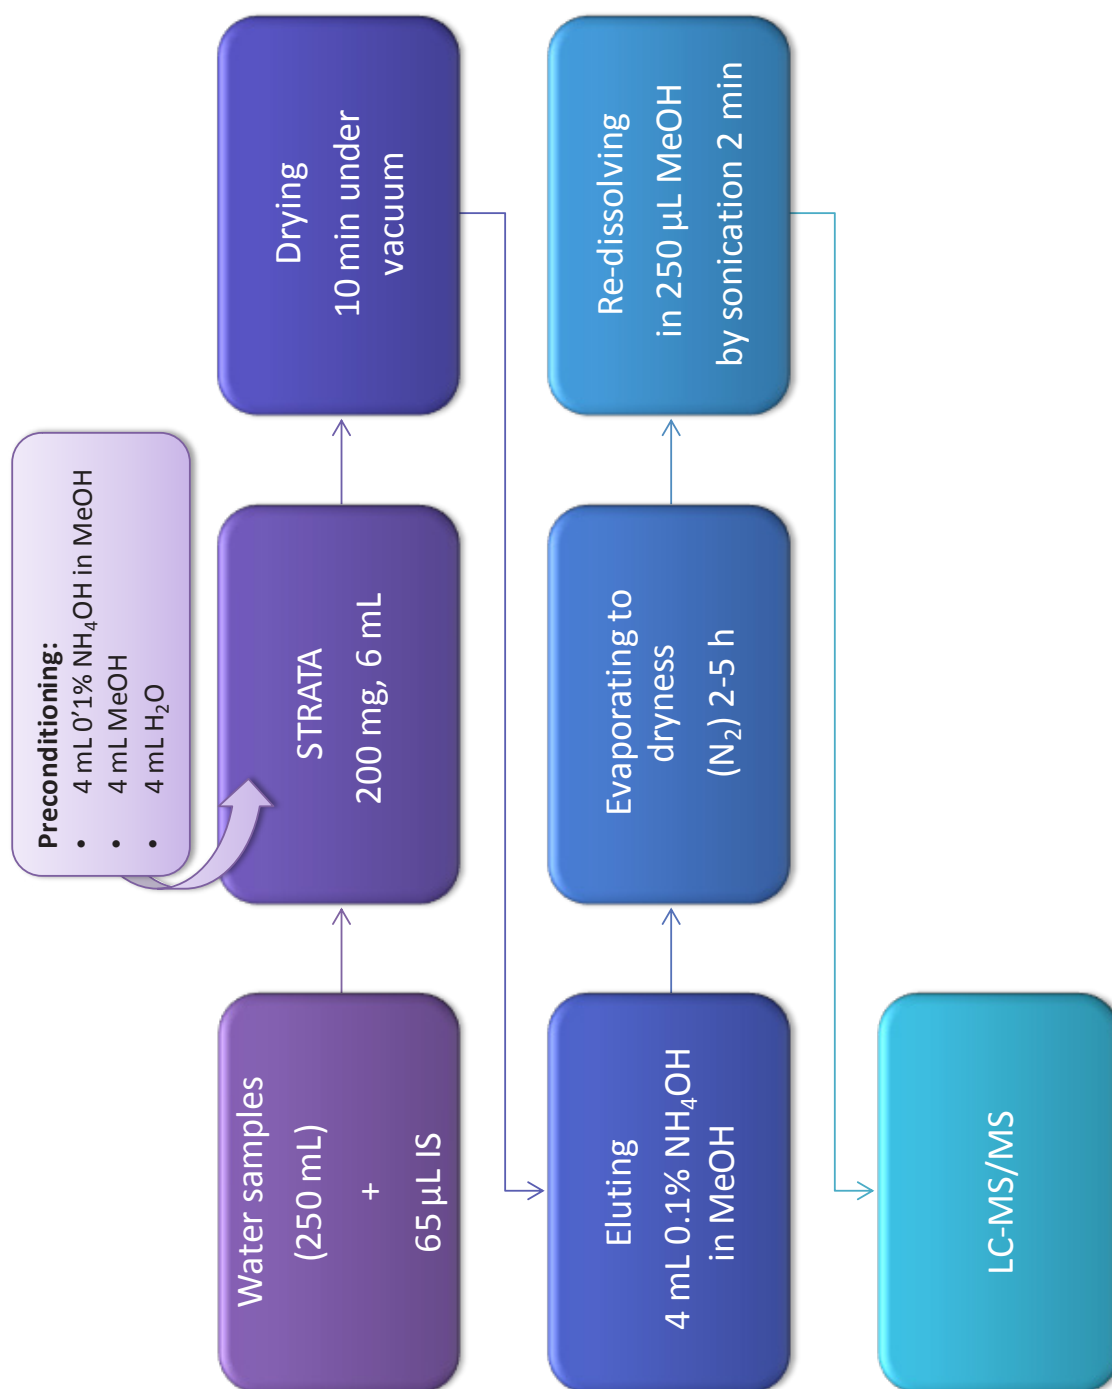 Preconditioning:
• 4 mL 0'1% NH₄OH in MeOH
• 4 mL MeOH
• 4 mL H₂O
Water samples
(250 mL)
+
65 µL IS
STRATA
200 mg, 6 mL
Drying
10 min under
vacuum
Eluting
4 mL 0.1% NH₄OH
in MeOH
Evaporating to
dryness
(N₂) 2-5 h
Re-dissolving
in 250 µL MeOH
by sonication 2 min
LC-MS/MS